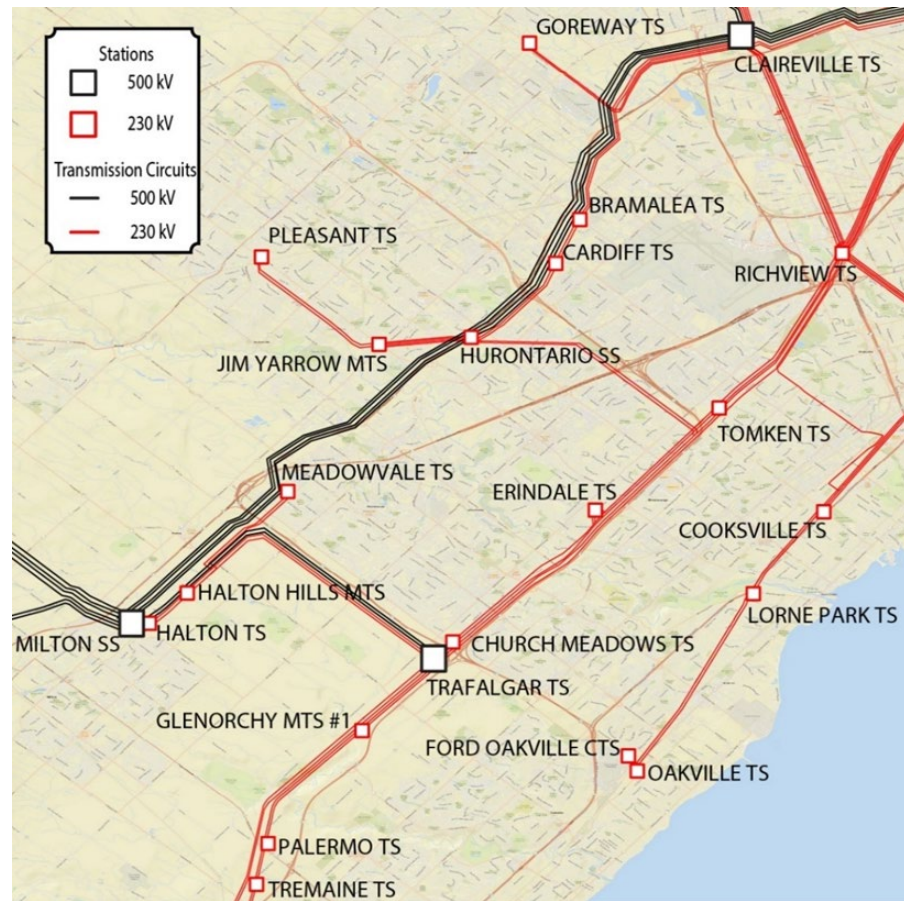 Stations
500 kV
230 kV
Transmission Circuits
500 kV
230 kV
GOREWAY TS
CLAIREVILLE TS
BRAMALEA TS
PLEASANT TS
CARDIFF TS
RICHVIEW TS
HURONTARIO SS
JIM YARROW MTS
TOMKEN TS
MEADOWVALE TS
ERINDALE TS
COOKSVILLE TS
HALTON HILLS MTS
LORNE PARK TS
HALTON TS
MILTON SS
CHURCH MEADOWS TS
TRAFALGAR TS
GLENORCHY MTS #1
FORD OAKVILLE CTS
OAKVILLE TS
PALERMO TS
TREMAINE TS